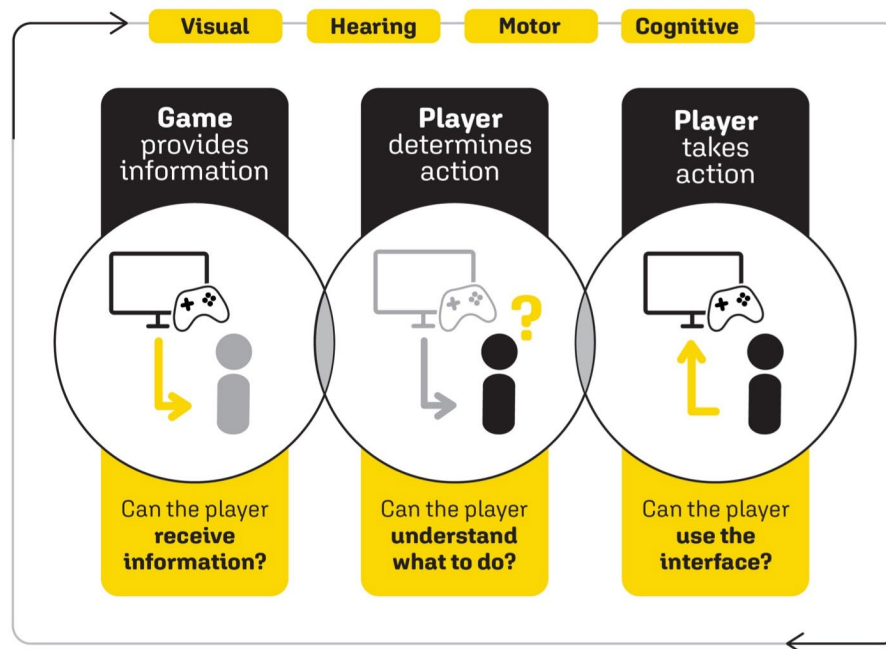 Visual Hearing Motor Cognitive
Game
provides
information
Player
determines
action
Player
takes
action
?
Can the player
receive
information?
Can the player
understand
what to do?
Can the player
use the
interface?